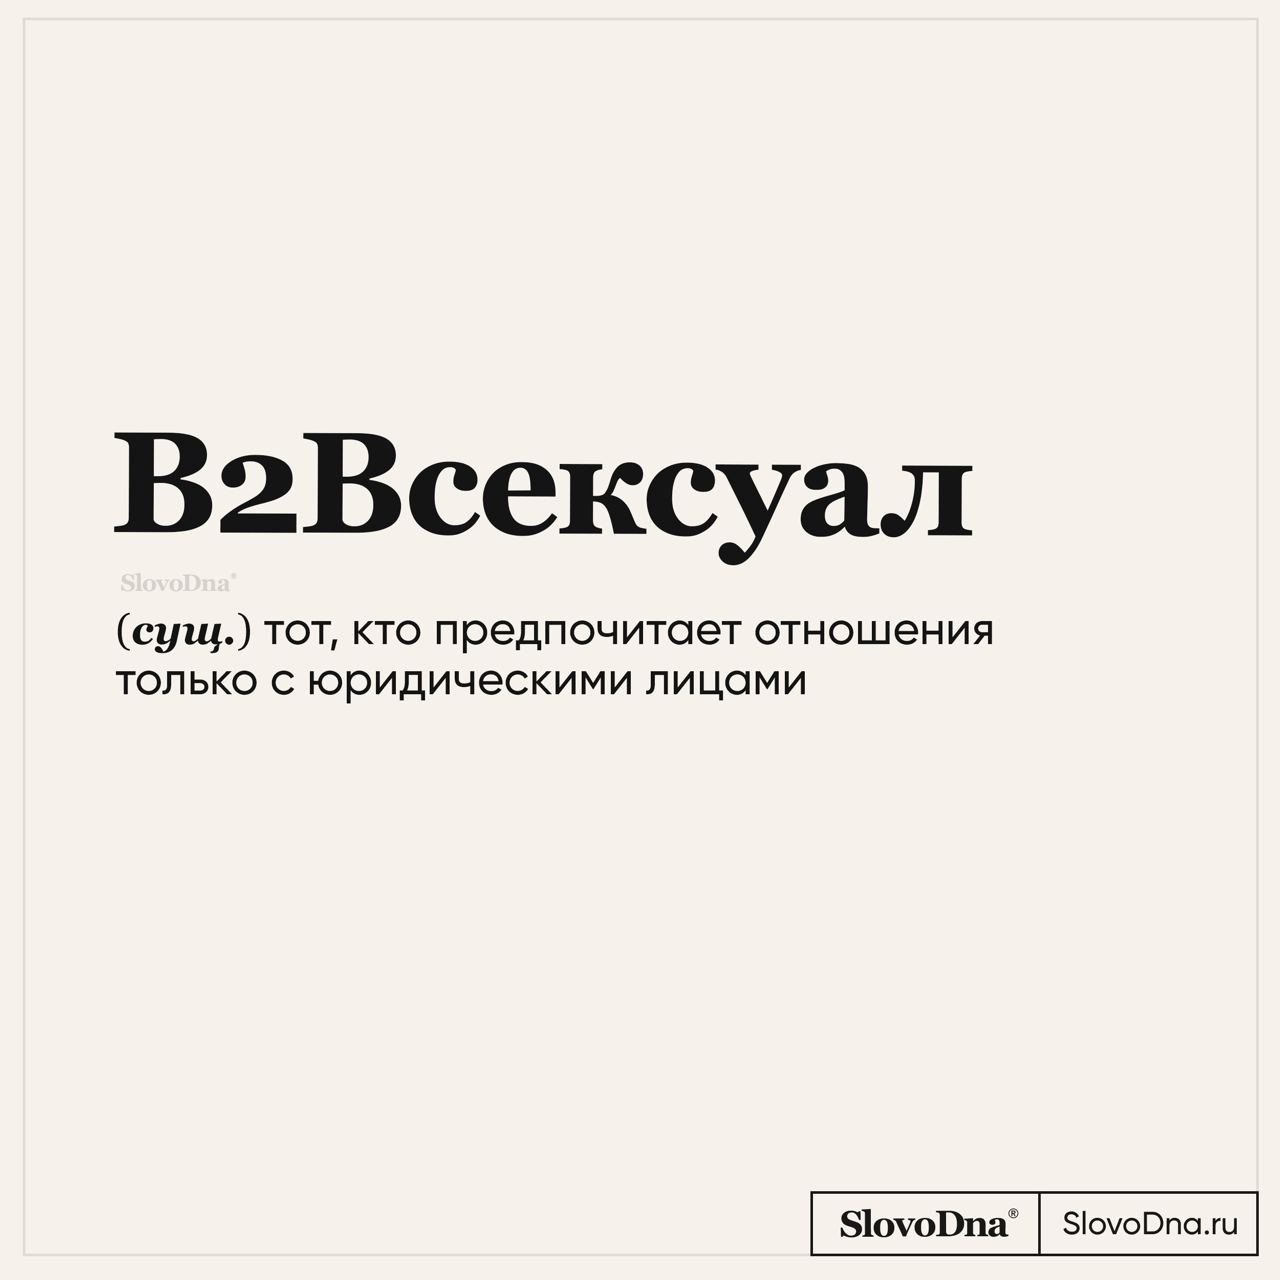 B2Bсексуал
SlovoDna®
(сущ.) тот, кто предпочитает отношения
только с юридическими лицами
SlovoDna® SlovoDna.ru